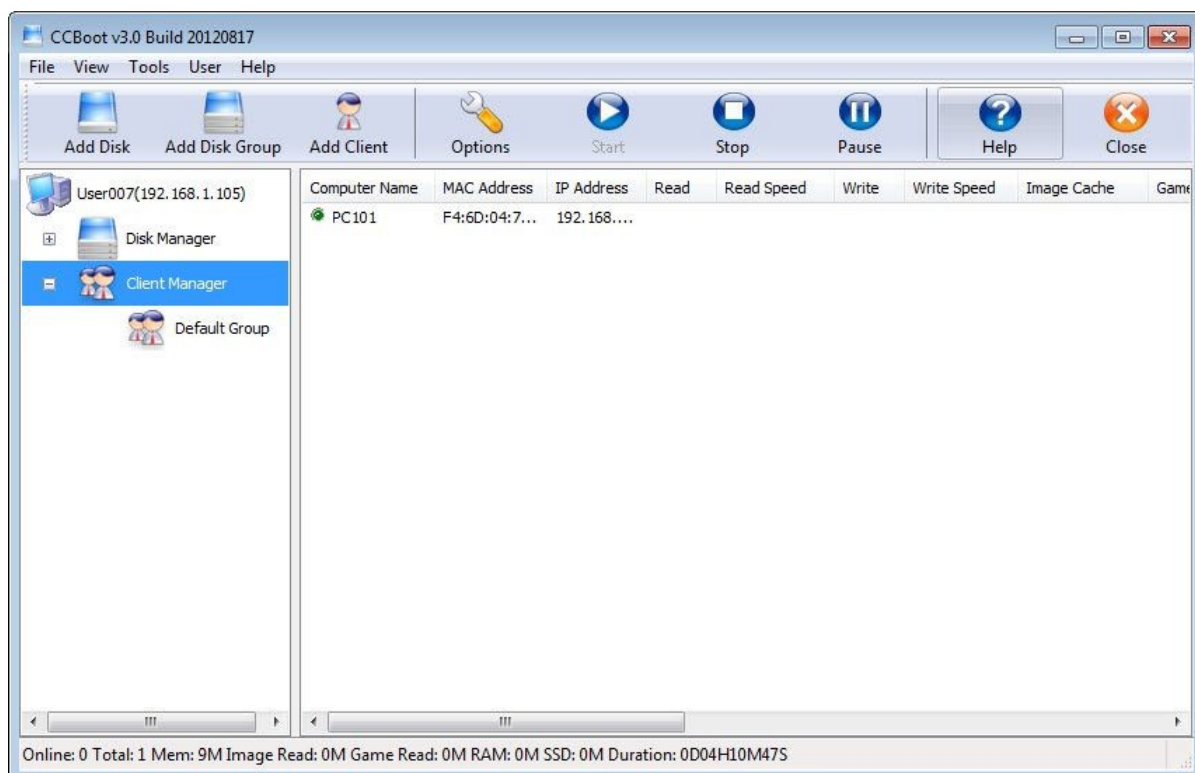 CCBoot v3.0 Build 20120817
File View Tools User Help
Add Disk Add Disk Group Add Client Options Start Stop Pause Help Close
User007(192.168.1.105)
Disk Manager
Client Manager
Default Group
Computer Name MAC Address IP Address Read Read Speed Write Write Speed Image Cache Game
PC101 F4:6D:04:7... 192.168....
Online: 0 Total: 1 Mem: 9M Image Read: 0M Game Read: 0M RAM: 0M SSD: 0M Duration: 0D04H10M47S